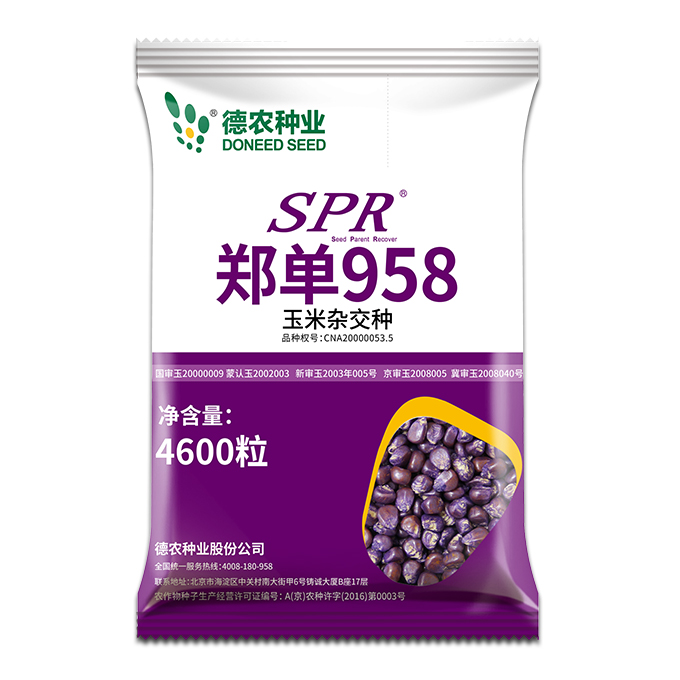 德农种业®
DONEED SEED
SPR®
Seed Parent Recover
郑单958
玉米杂交种
品种权号:CNA20000053.5
国审玉20000009 蒙认玉2002003 新审玉2003年005号 京审玉2008005 冀审玉2008040号
净含量:
4600粒
德农种业股份公司
全国统一服务热线:4008-180-958
联系地址:北京市海淀区中关村南大街甲6号铸诚大厦B座17层
农作物种子生产经营许可证编号:A(京)农种许字(2016)第0003号